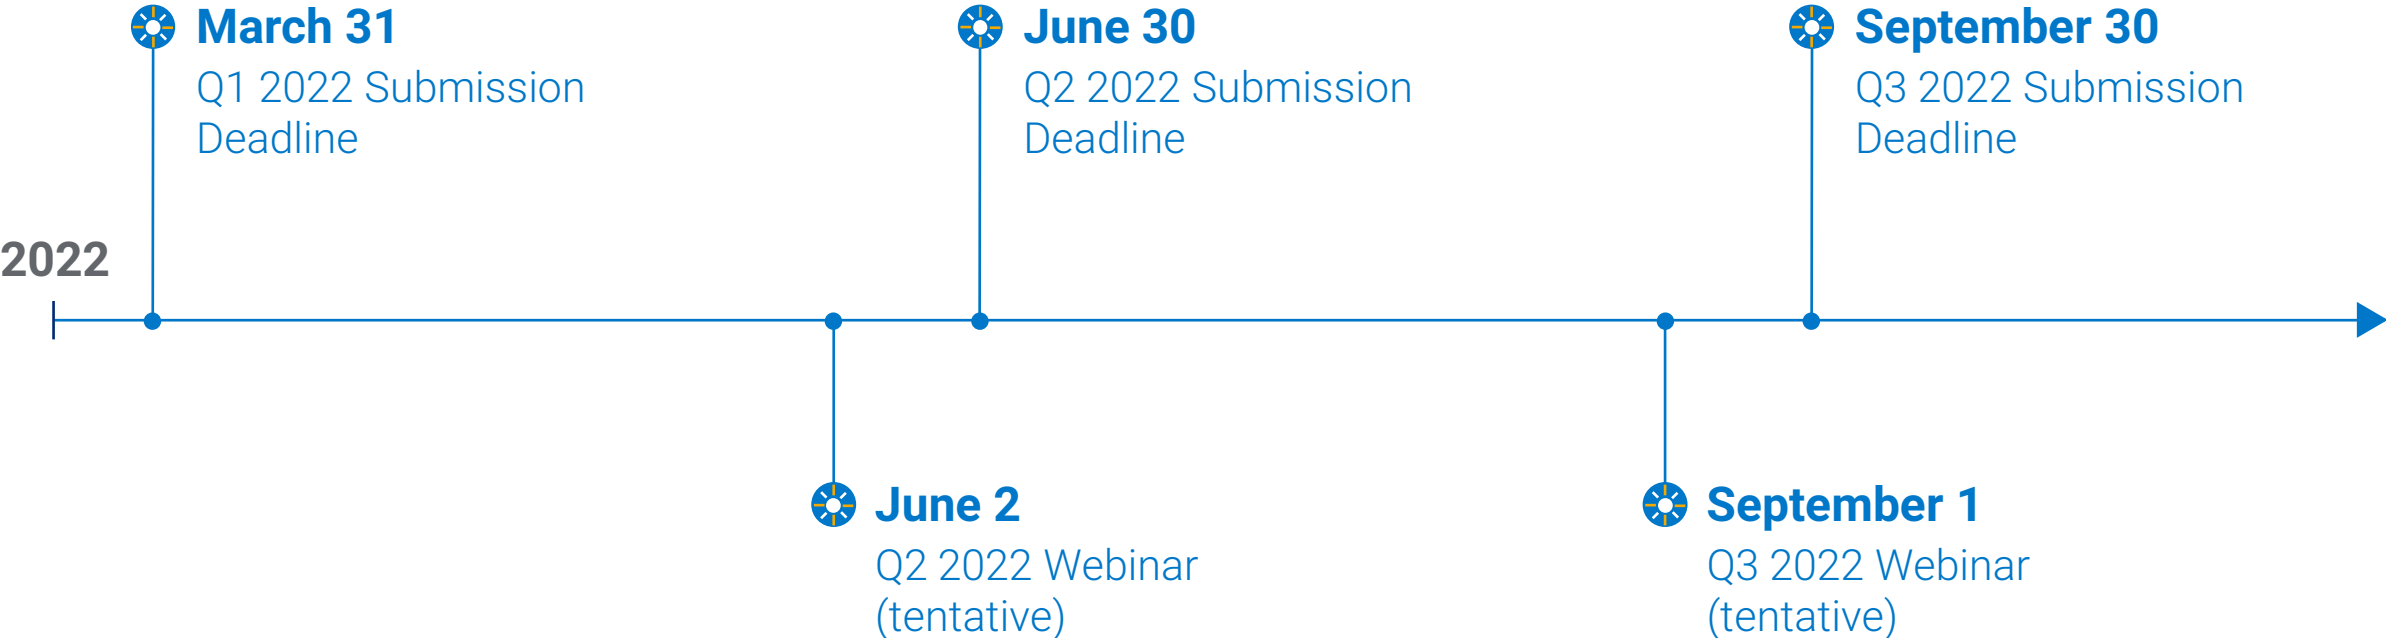 March 31
Q1 2022 Submission
Deadline
June 30
Q2 2022 Submission
Deadline
September 30
Q3 2022 Submission
Deadline
2022
June 2
Q2 2022 Webinar
(tentative)
September 1
Q3 2022 Webinar
(tentative)